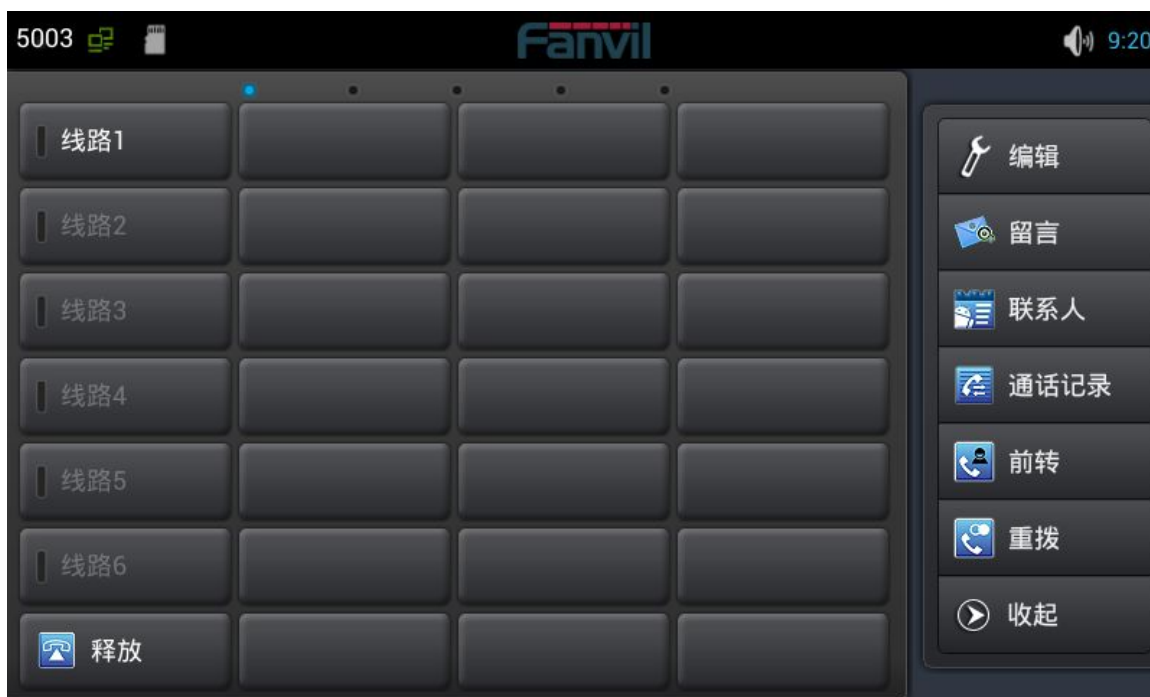 5003
Fanvil
9:20
线路1
线路2
线路3
线路4
线路5
线路6
释放
编辑
留言
联系人
通话记录
前转
重拨
收起